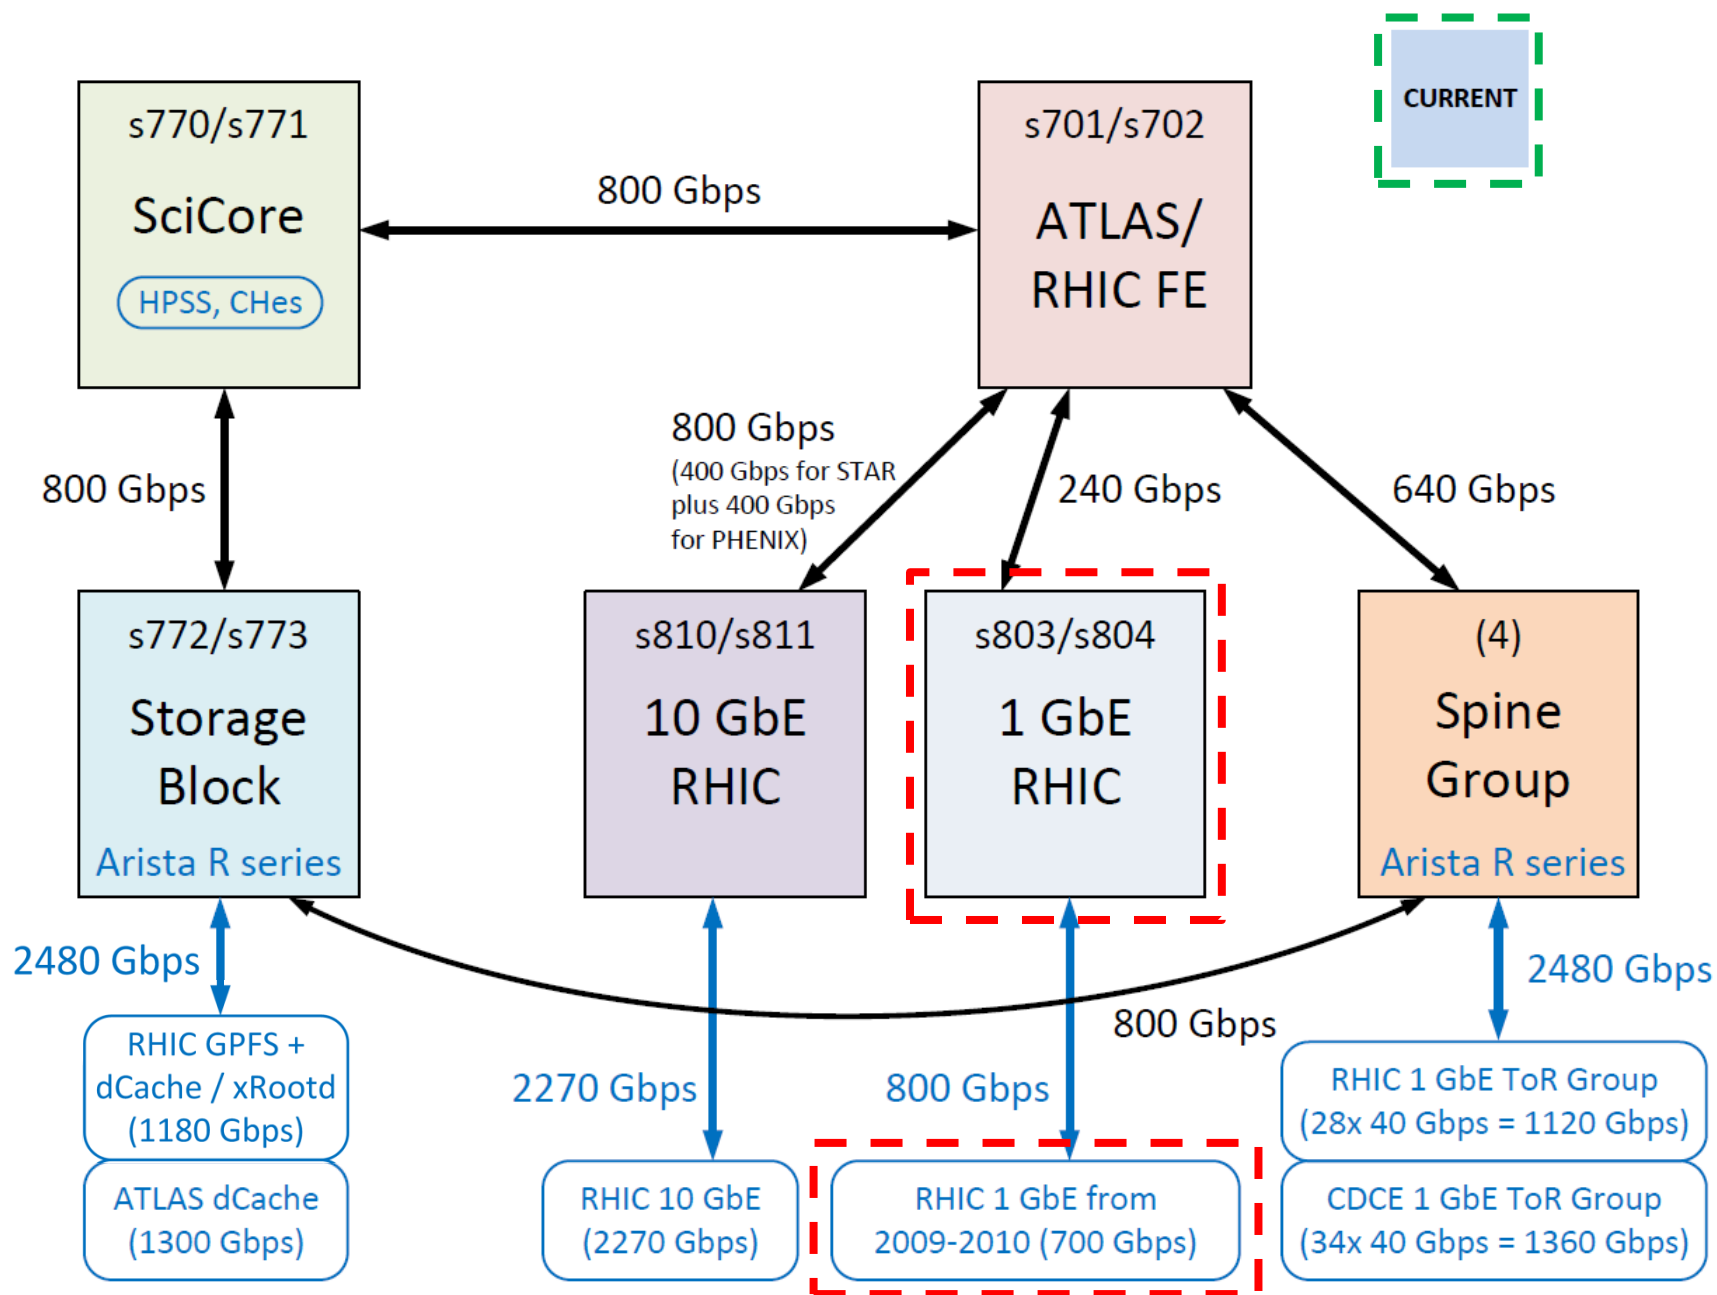 CURRENT
s770/s771
SciCore
HPSS, CHes
800 Gbps
s701/s702
ATLAS/
RHIC FE
800 Gbps
800 Gbps
(400 Gbps for STAR
plus 400 Gbps
for PHENIX)
240 Gbps
640 Gbps
s772/s773
Storage
Block
Arista R series
s810/s811
10 GbE
RHIC
s803/s804
1 GbE
RHIC
(4)
Spine
Group
Arista R series
2480 Gbps
2270 Gbps
800 Gbps
800 Gbps
2480 Gbps
RHIC GPFS +
dCache / xRootd
(1180 Gbps)
ATLAS dCache
(1300 Gbps)
RHIC 10 GbE
(2270 Gbps)
RHIC 1 GbE from
2009-2010 (700 Gbps)
RHIC 1 GbE ToR Group
(28x 40 Gbps = 1120 Gbps)
CDCE 1 GbE ToR Group
(34x 40 Gbps = 1360 Gbps)